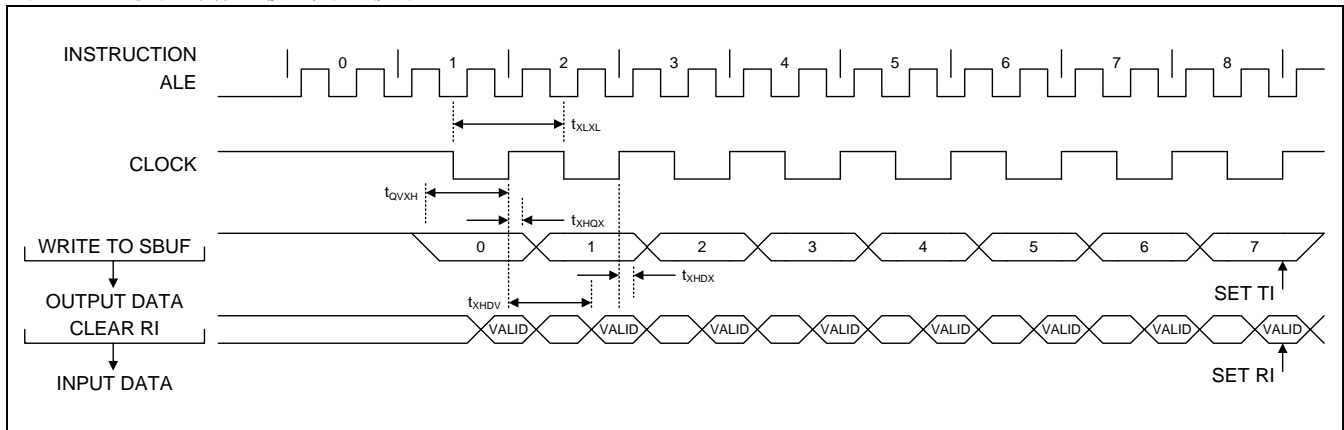 INSTRUCTION
0 1 2 3 4 5 6 7 8
ALE
tXLXL
CLOCK
tQVXH
tXHQX
WRITE TO SBUF
0 1 2 3 4 5 6 7
tXHDX
SET TI
OUTPUT DATA
tXHDV
CLEAR RI
VALID VALID VALID VALID VALID VALID VALID VALID
INPUT DATA
SET RI